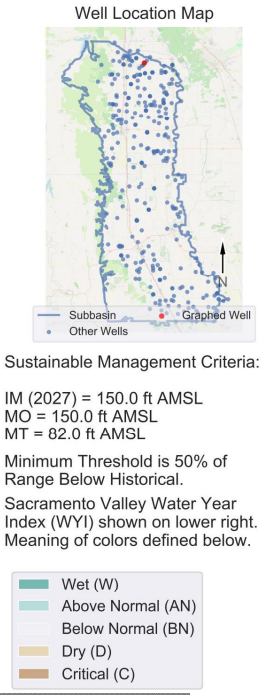 Well Location Map
N
Subbasin
Graphed Well
Other Wells
Sustainable Management Criteria:
IM (2027) = 150.0 ft AMSL
MO = 150.0 ft AMSL
MT = 82.0 ft AMSL
Minimum Threshold is 50% of
Range Below Historical.
Sacramento Valley Water Year
Index (WYI) shown on lower right.
Meaning of colors defined below.
Wet (W)
Above Normal (AN)
Below Normal (BN)
Dry (D)
Critical (C)